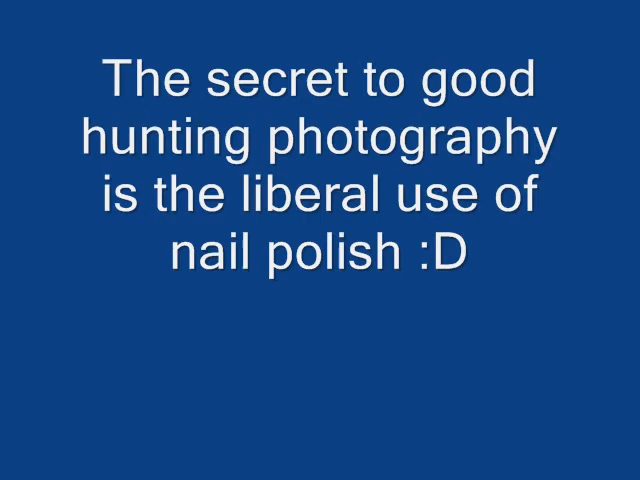 The secret to good
hunting photography
is the liberal use of
nail polish :D